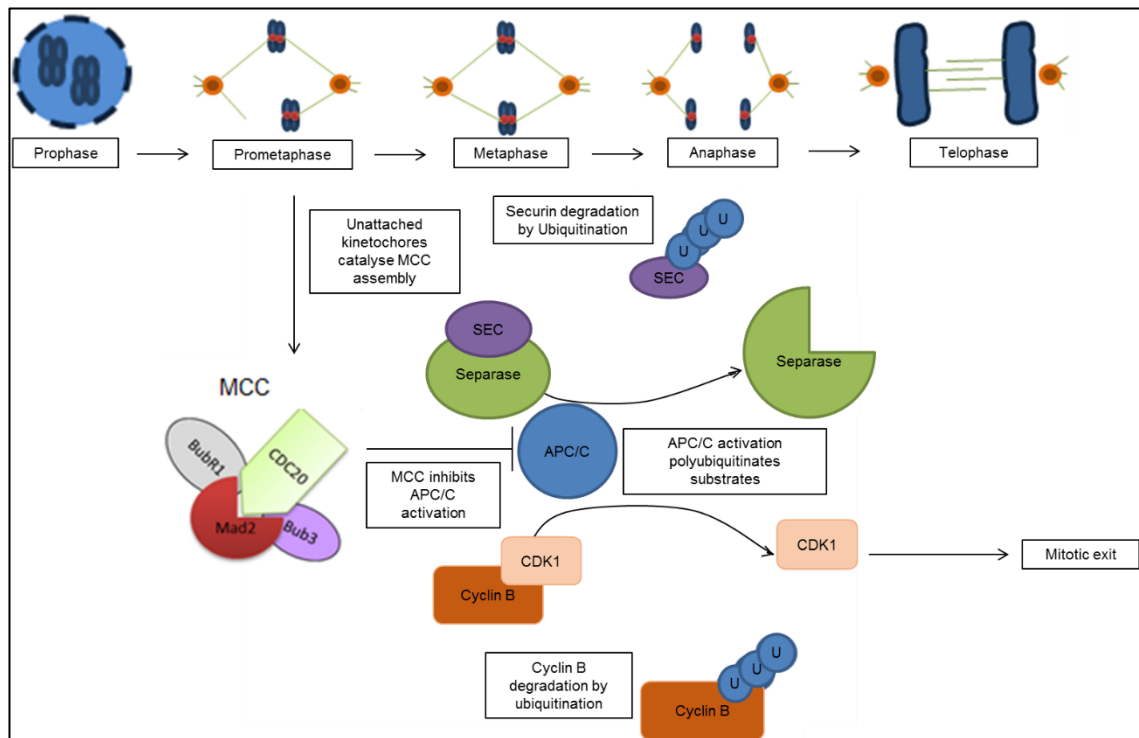 Prophase
Prometaphase
Metaphase
Anaphase
Telophase
Unattached
kinetochores
catalyse MCC
assembly
Securin degradation
by Ubiquitination
U
U
U
SEC
SEC
Separase
Separase
MCC
BubR1
CDC20
Mad2
Bub3
MCC inhibits
APC/C
activation
APC/C
APC/C activation
polyubiquitinates
substrates
CDK1
Cyclin B
CDK1
Mitotic exit
Cyclin B
degradation by
ubiquitination
U
U
U
Cyclin B